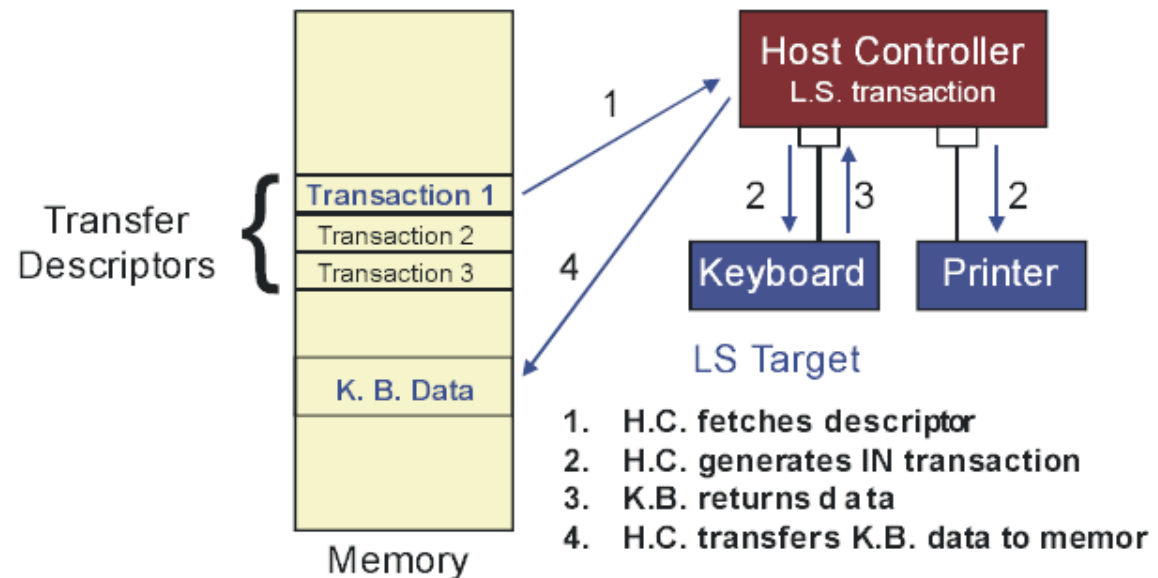 Host Controller
L.S. transaction
1
2
3
2
Transfer
Descriptors
{
Transaction 1
Transaction 2
Transaction 3
4
Keyboard
Printer
LS Target
K. B. Data
1. H.C. fetches descriptor
2. H.C. generates IN transaction
3. K.B. returns data
4. H.C. transfers K.B. data to memor
Memory